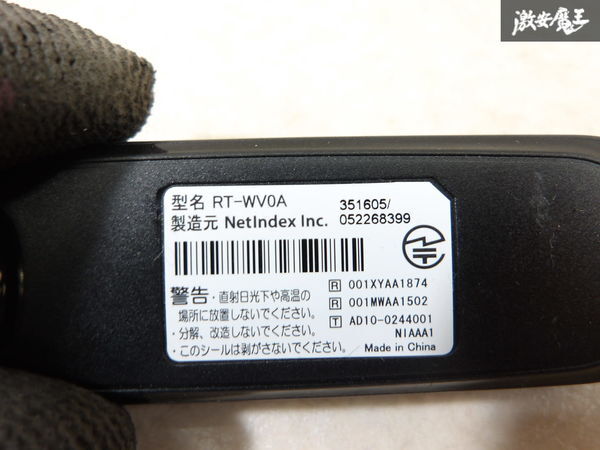 激安魔王
型名 RT-WV0A
製造元 NetIndex Inc.
351605/
052268399
警告・直射日光下や高温の
場所に放置しないでください。
・分解、改造しないでください。
・このシールは剥がさないでください。
R 001XYAA1874
R 001MWAA1502
T AD10-0244001
NIAAA1
Made in China